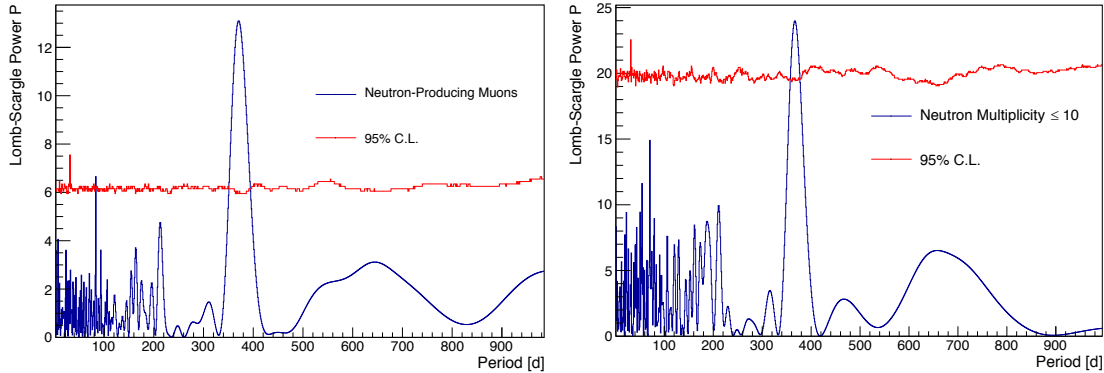 Lomb-Scargle Power P
12
10
8
6
4
2
0
Neutron-Producing Muons
95% C.L.
100 200 300 400 500 600 700 800 900
Period [d]
Lomb-Scargle Power P
25
20
15
10
5
0
Neutron Multiplicity ≤ 10
95% C.L.
100 200 300 400 500 600 700 800 900
Period [d]